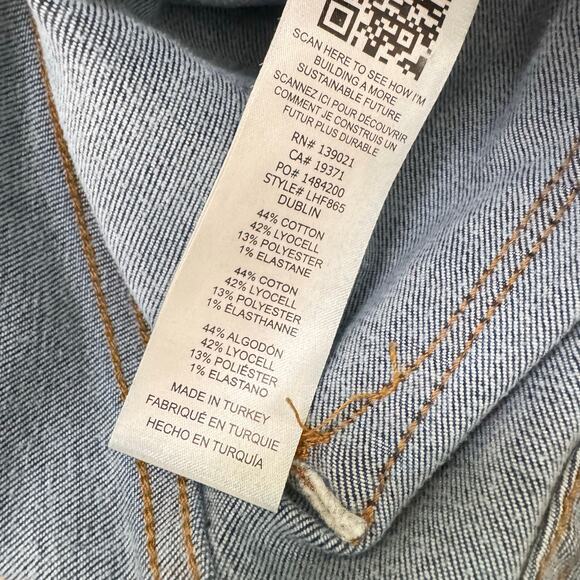 SCAN HERE TO SEE HOW I'M
BUILDING A MORE
SUSTAINABLE FUTURE
SCANNEZ ICI POUR DÉCOUVRIR
COMMENT JE CONSTRUIS UN
FUTUR PLUS DURABLE
RN# 139021
CA# 19371
PO# 1484200
STYLE# LHF865
DUBLIN
44% COTTON
42% LYOCELL
13% POLYESTER
1% ELASTANE
44% COTON
42% LYOCELL
13% POLYESTER
1% ÉLASTHANNE
44% ALGODÓN
42% LYOCELL
13% POLIÉSTER
1% ELASTANO
MADE IN TURKEY
FABRIQUÉ EN TURQUIE
HECHO EN TURQUÍA